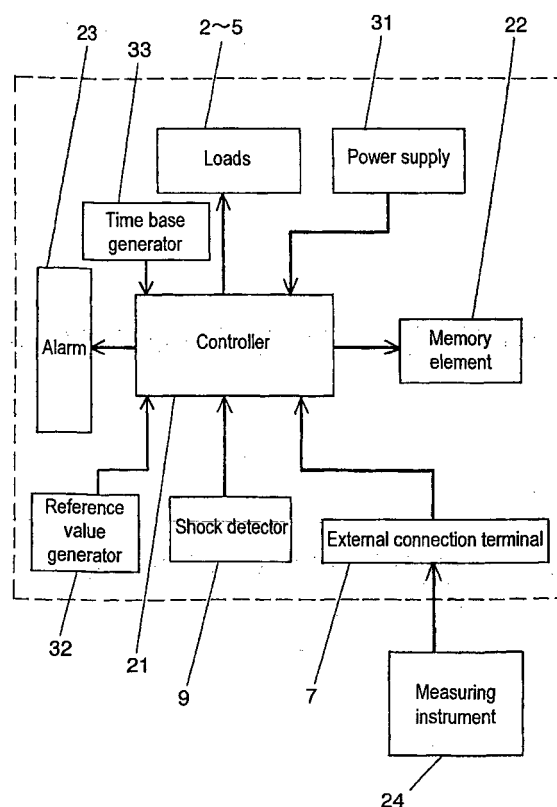 23
33
2~5
31
22
Loads
Power supply
Time base
generator
Alarm
Controller
Memory
element
Reference
value
generator
Shock detector
External connection terminal
32
21
9
7
Measuring
instrument
24